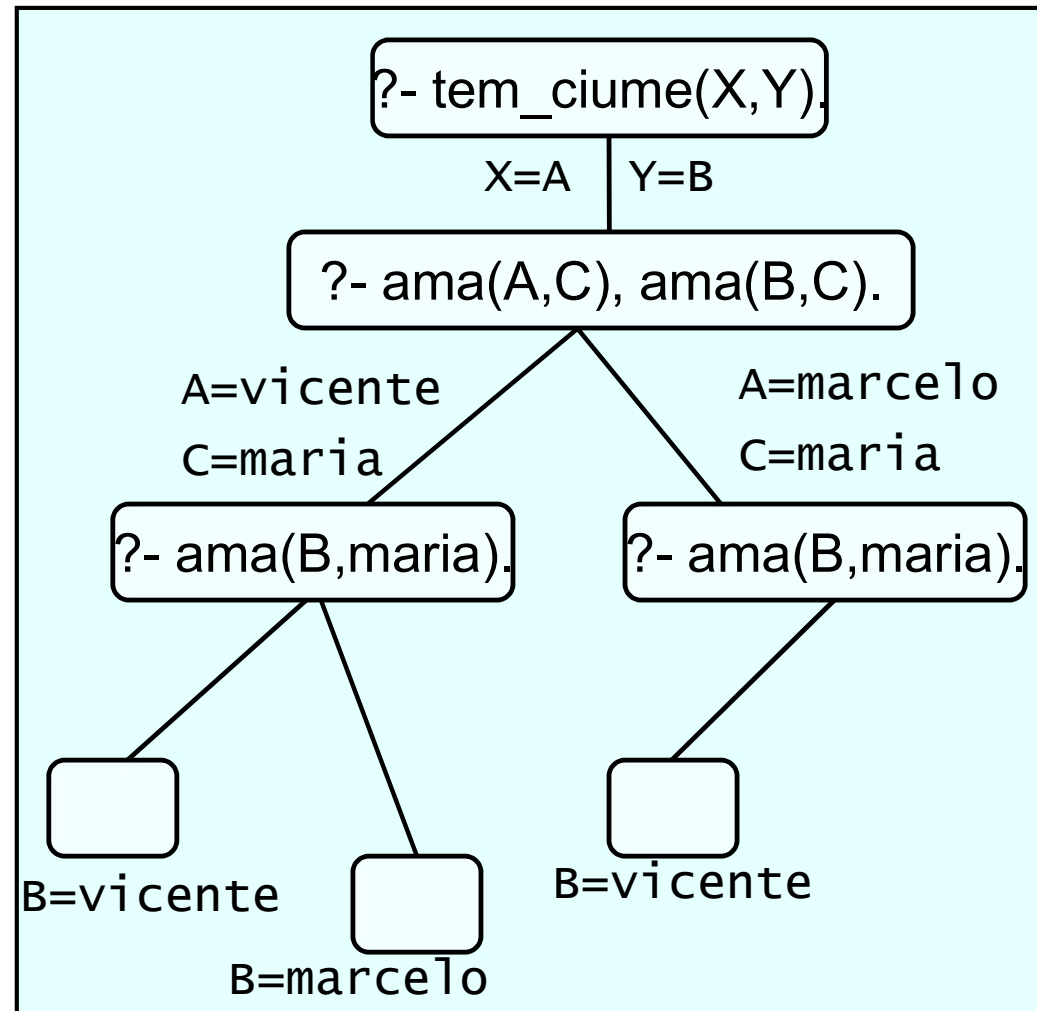 ?- tem_ciume(X,Y).
X=A Y=B
?- ama(A,C), ama(B,C).
A=vicente
C=maria
A=marcelo
C=maria
?- ama(B,maria).
?- ama(B,maria).
B=vicente
B=marcelo
B=vicente